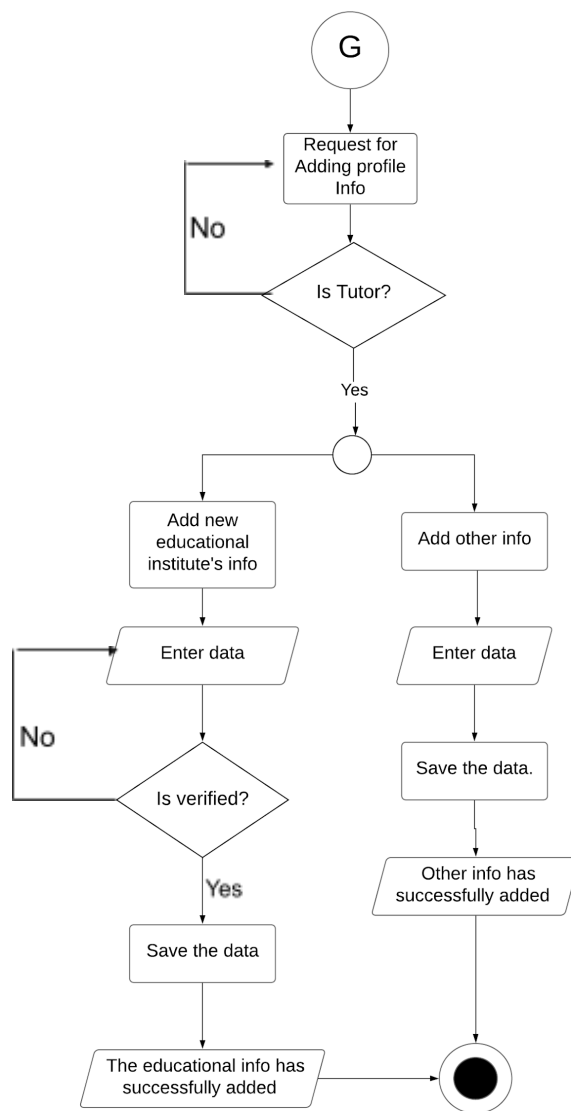 G
Request for
Adding profile
Info
No
Is Tutor?
Yes
Add new
educational
institute's info
Add other info
Enter data
Enter data
No
Save the data.
Is verified?
Other info has
successfully added
Yes
Save the data
The educational info has
successfully added